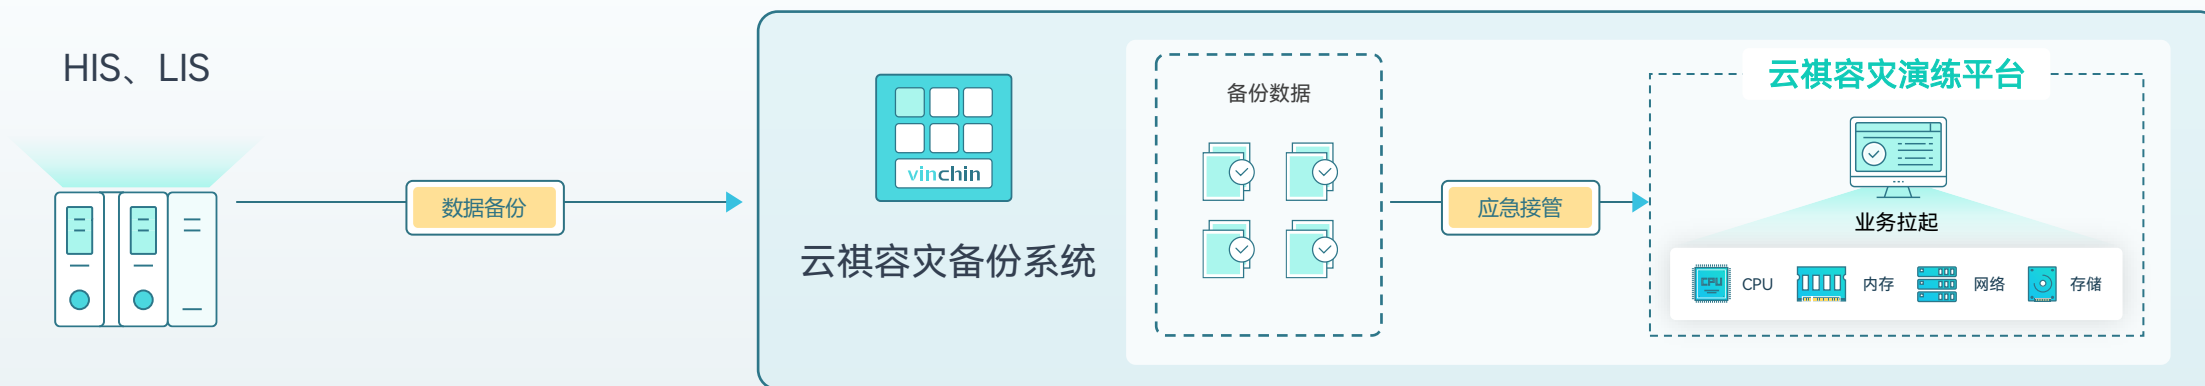 HIS、LIS
数据备份
vinchin
云祺容灾备份系统
备份数据
应急接管
云祺容灾演练平台
业务拉起
CPU
CPU
内存
网络
存储